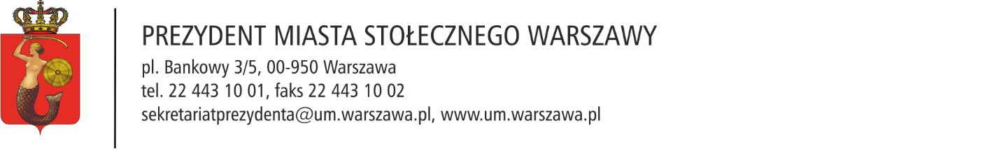 PREZYDENT MIASTA STOŁECZNEGO WARSZAWY
pl. Bankowy 3/5, 00-950 Warszawa
tel. 22 443 10 01, faks 22 443 10 02
sekretariatprezydenta@um.warszawa.pl, www.um.warszawa.pl